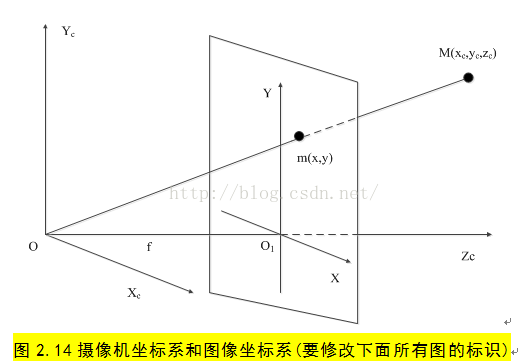 Yc
M(xc,yc,zc)
Y
m(x,y)
http://blog.csdn.net/
O
f
O1
Zc
X
Xc
图 2.14 摄像机坐标系和图像坐标系(要修改下面所有图的标识)